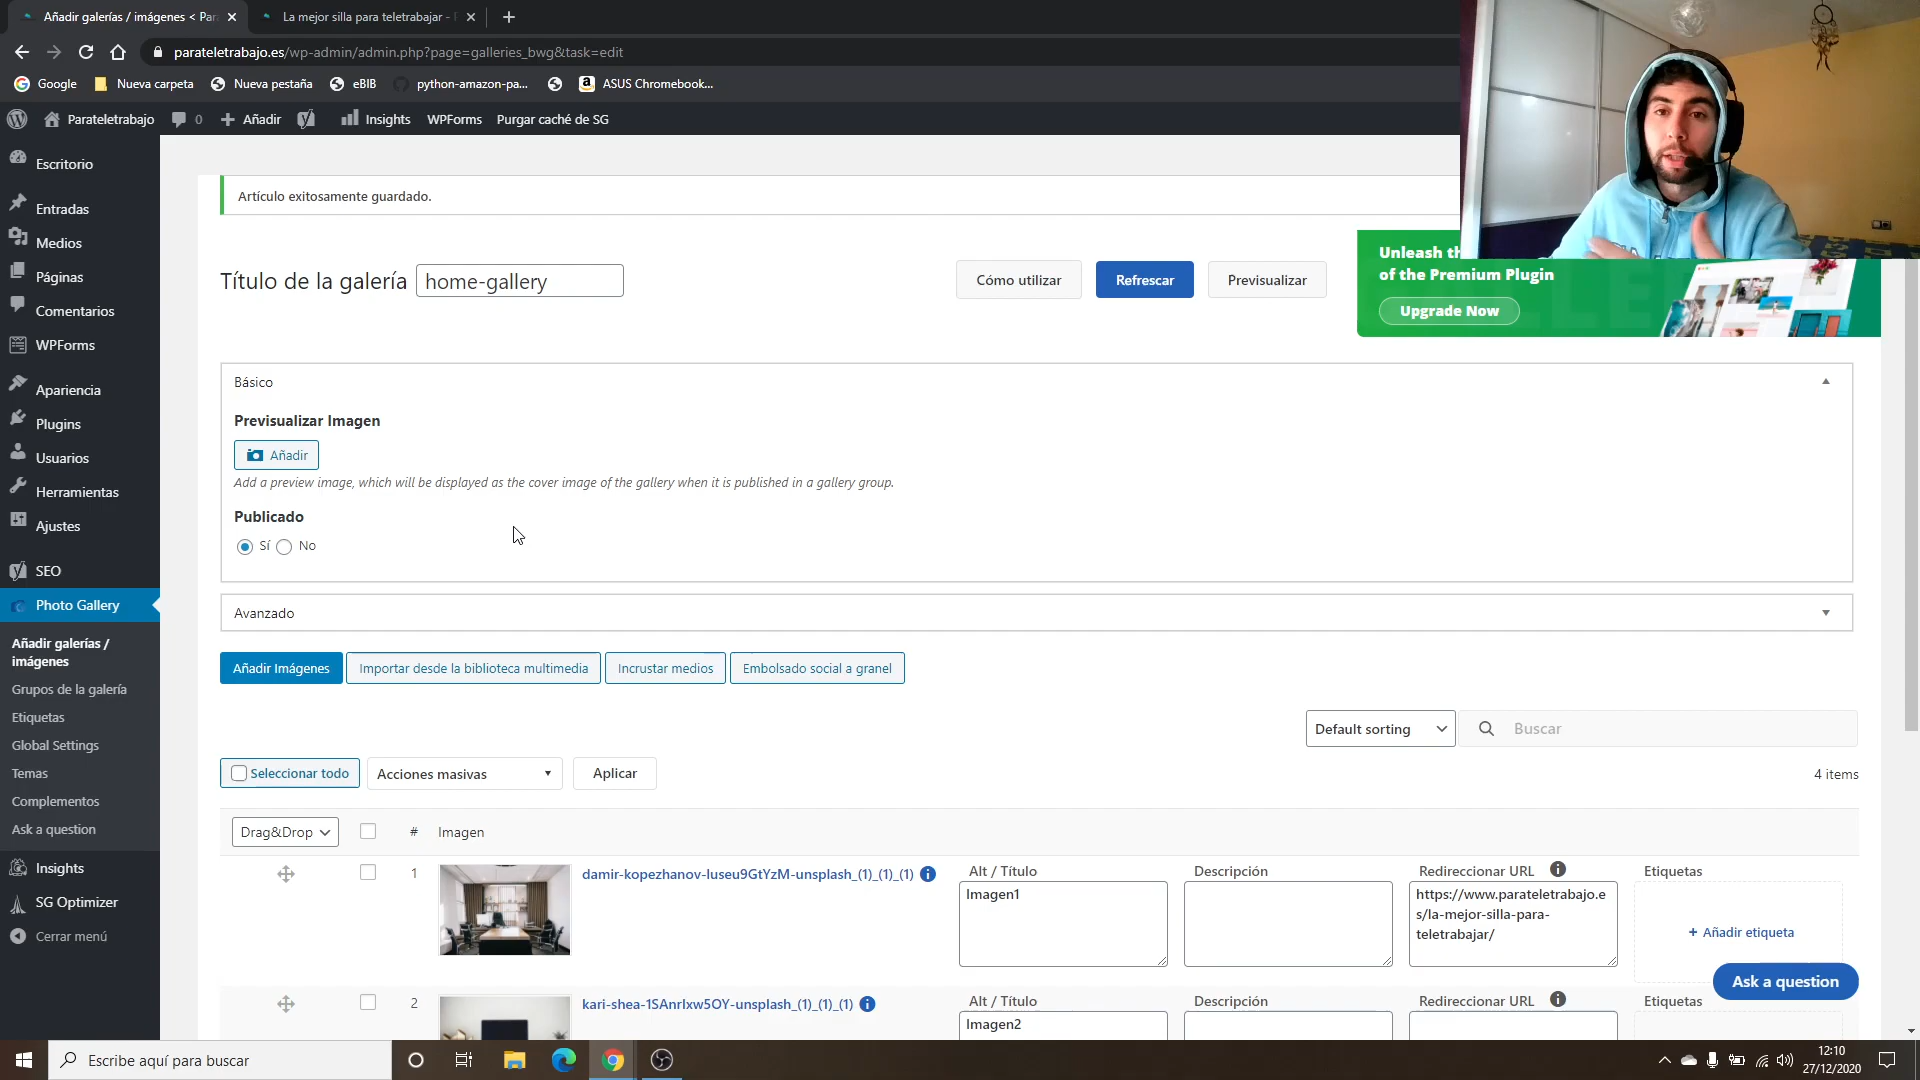 Añadir galerías / imágenes < Par
La mejor silla para teletrabajar -
parateletrabajo.es/wp-admin/admin.php?page=galleries_bwg&task=edit
Google
Nueva carpeta
Nueva pestaña
eBIB
python-amazon-pa...
ASUS Chromebook...
Parateletrabajo
0
Añadir
Insights
WPForms
Purgar caché de SG
Escritorio
Entradas
Medios
Páginas
Comentarios
WPForms
Apariencia
Plugins
Usuarios
Herramientas
Ajustes
SEO
Photo Gallery
Añadir galerías /
imágenes
Grupos de la galería
Etiquetas
Global Settings
Temas
Complementos
Ask a question
Insights
SG Optimizer
Cerrar menú
Artículo exitosamente guardado.
Título de la galería
home-gallery
Cómo utilizar
Refrescar
Previsualizar
Unleash th
of the Premium Plugin
Upgrade Now
Básico
Previsualizar Imagen
Añadir
Add a preview image, which will be displayed as the cover image of the gallery when it is published in a gallery group.
Publicado
Sí
No
Avanzado
Añadir Imágenes
Importar desde la biblioteca multimedia
Incrustar medios
Embolsado social a granel
Default sorting
Buscar
Seleccionar todo
Acciones masivas
Aplicar
4 items
Drag&Drop
#
Imagen
1
damir-kopezhanov-luseu9GtYzM-unsplash_(1)_(1)_(1)
Alt / Título
Imagen1
Descripción
Redireccionar URL
https://www.parateletrabajo.e
s/la-mejor-silla-para-
teletrabajar/
Etiquetas
+ Añadir etiqueta
Ask a question
2
kari-shea-1SAnrIxw5OY-unsplash_(1)_(1)_(1)
Alt / Título
Imagen2
Descripción
Redireccionar URL
Etiquetas
Escribe aquí para buscar
12:10
27/12/2020